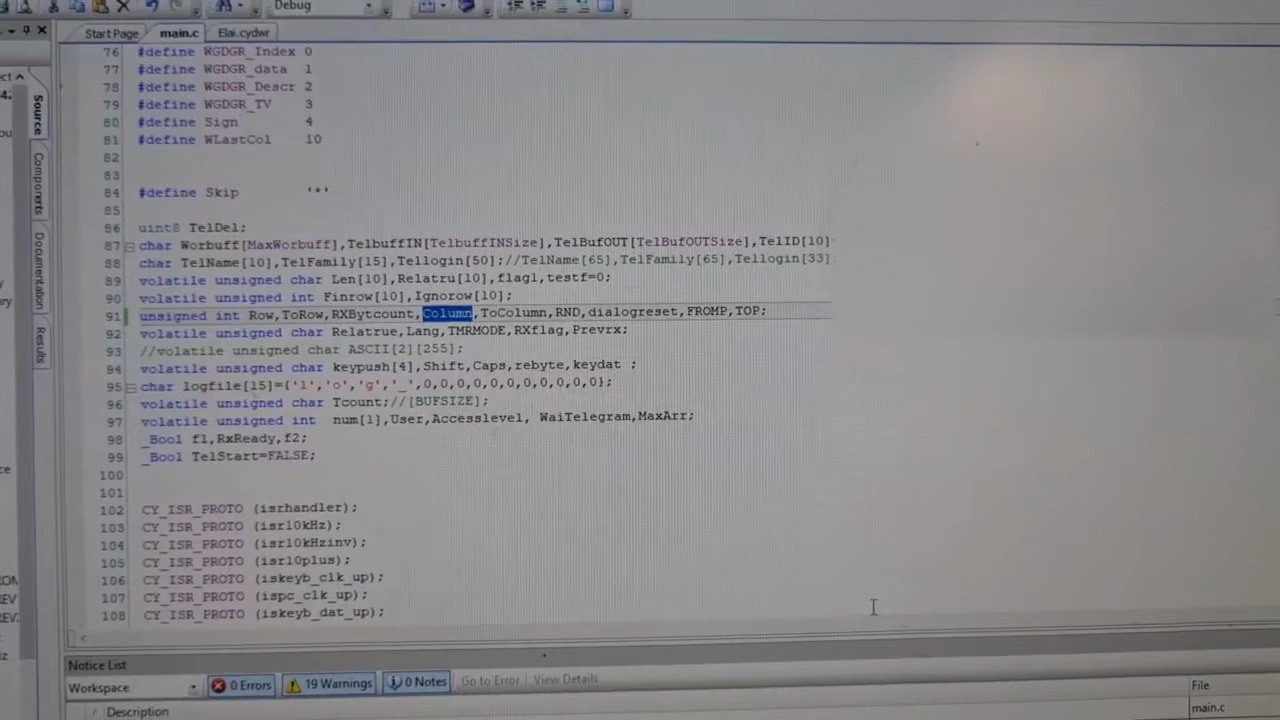 Debug
Start Page main.c Elai.cydwr
76 #define WGDGR_Index 0
77 #define WGDGR_data 1
78 #define WGDGR_Descr 2
79 #define WGDGR_TV 3
80 #define Sign 4
81 #define WLastCol 10
82
83
84 #define Skip '*'
85
86 uint8 TelDel;
87 char Worbuff[MaxWorbuff],TelbuffIN[TelbuffINSize],TelBufOUT[TelBufOUTSize],TelID[10]
88 char TelName[10],TelFamily[15],Tellogin[50];//TelName[65],TelFamily[65],Tellogin[33]
89 volatile unsigned char Len[10],Relatru[10],flag1,testf=0;
90 volatile unsigned int Finrow[10],Ignorow[10];
91 unsigned int Row,ToRow,RXBytcount,Column,ToColumn,RND,dialogreset,FROMP,TOP;
92 volatile unsigned char Relatrue,Lang,TMRMODE,RXflag,Prevrx;
93 //volatile unsigned char ASCII[2][255];
94 volatile unsigned char keypush[4],Shift,Caps,rebyte,keydat ;
95 char logfile[15]={'l','o','g','_',0,0,0,0,0,0,0,0,0,0,0};
96 volatile unsigned char Tcount;//[BUFSIZE];
97 volatile unsigned int num[1],User,Accesslevel, WaiTelegram,MaxArr;
98 _Bool f1,RxReady,f2;
99 _Bool TelStart=FALSE;
100
101
102 CY_ISR_PROTO (isrhandler);
103 CY_ISR_PROTO (isr10kHz);
104 CY_ISR_PROTO (isr10kHzinv);
105 CY_ISR_PROTO (isr10plus);
106 CY_ISR_PROTO (iskeyb_clk_up);
107 CY_ISR_PROTO (ispc_clk_up);
108 CY_ISR_PROTO (iskeyb_dat_up);
Source
Components
Documentation
Results
Notice List
Workspace 0 Errors 19 Warnings 0 Notes Go to Error View Details
Description File
main.c